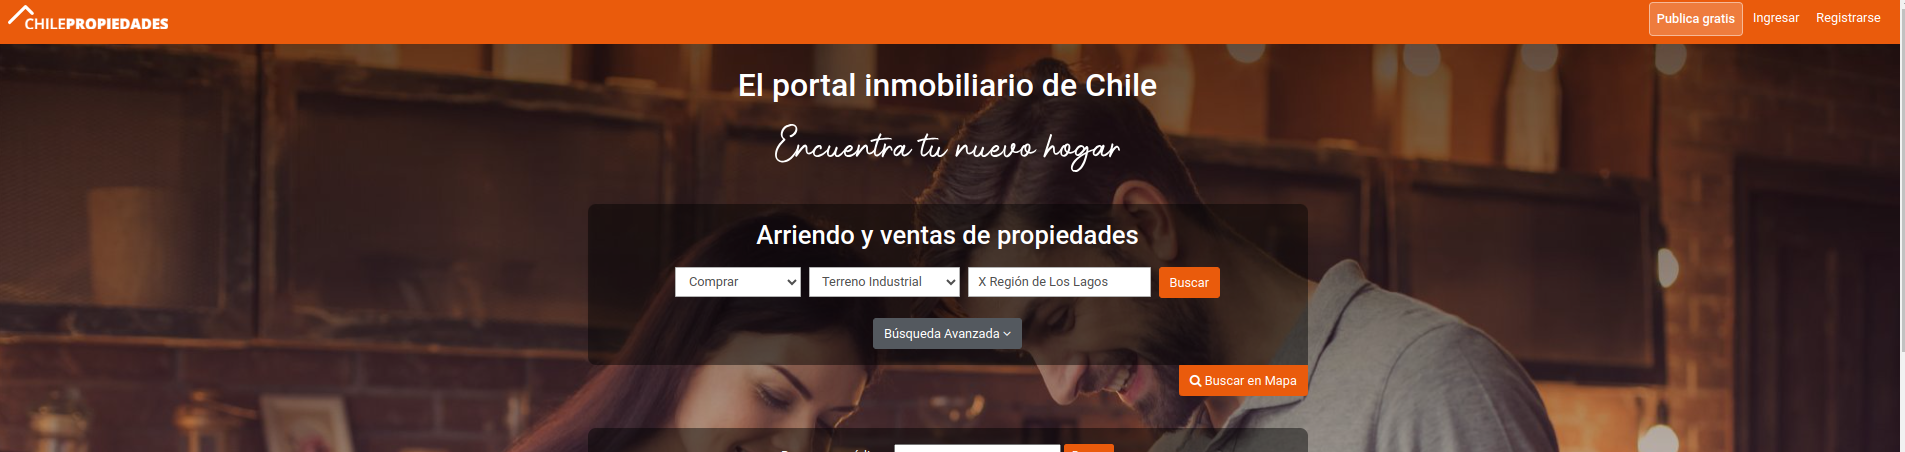 CHILEPROPIEDADES
Publica gratis Ingresar Registrarse
El portal inmobiliario de Chile
Encuentra tu nuevo hogar
Arriendo y ventas de propiedades
Comprar Terreno Industrial X Región de Los Lagos Buscar
Búsqueda Avanzada
Buscar en Mapa